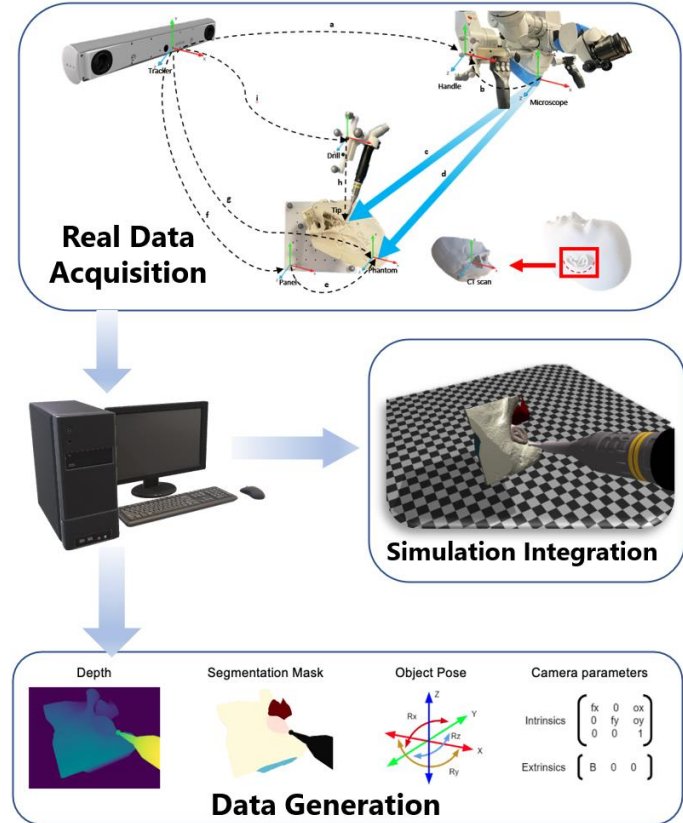 a
Tracker
Handle
b
Microscope
i
Drill
c
d
h
g
f
Tip
Real Data
Acquisition
Panel
e
Phantom
CT scan
Simulation Integration
Depth
Segmentation Mask
Object Pose
Camera parameters
Z
Y
Rx
Rz
X
Ry
Intrinsics
fx 0 ox
0 fy oy
0 0 1
Extrinsics
B 0 0
Data Generation